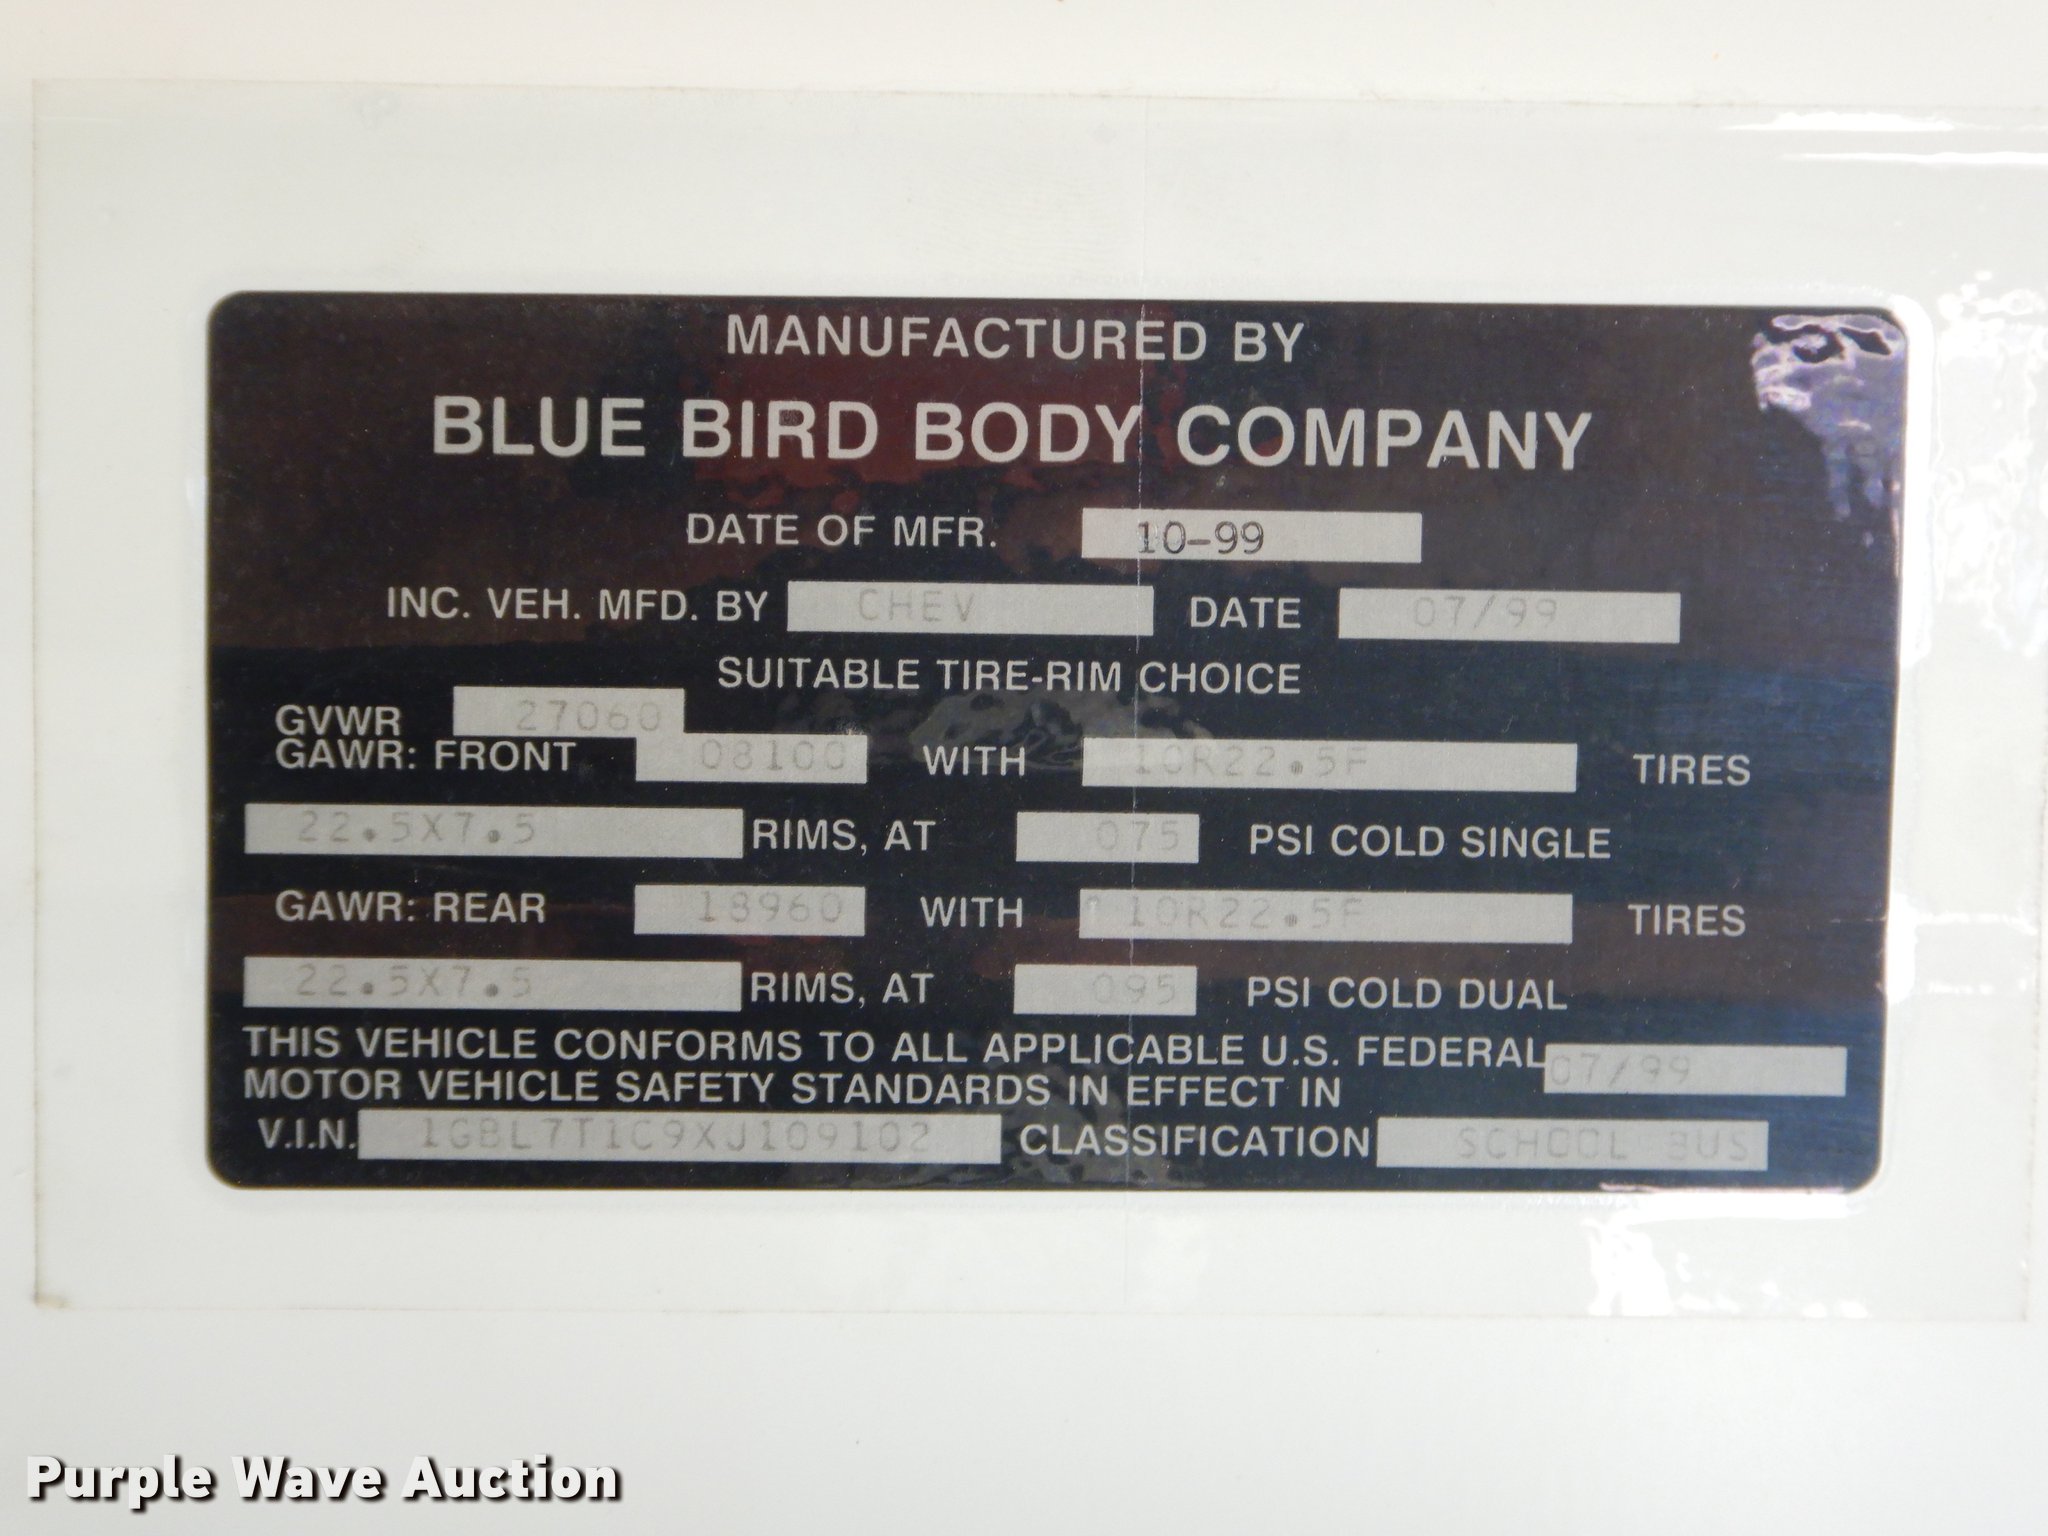 MANUFACTURED BY
BLUE BIRD BODY COMPANY
DATE OF MFR. 10-99
INC. VEH. MFD. BY CHEV DATE 07/99
SUITABLE TIRE-RIM CHOICE
GVWR 27060
GAWR: FRONT 08100 WITH 10R22.5F TIRES
22.5X7.5 RIMS, AT 075 PSI COLD SINGLE
GAWR: REAR 18960 WITH 10R22.5F TIRES
22.5X7.5 RIMS, AT 095 PSI COLD DUAL
THIS VEHICLE CONFORMS TO ALL APPLICABLE U.S. FEDERAL
MOTOR VEHICLE SAFETY STANDARDS IN EFFECT IN 07/99
V.I.N. 1GBL7T1C9XJ109102 CLASSIFICATION SCHOOL BUS
Purple Wave Auction